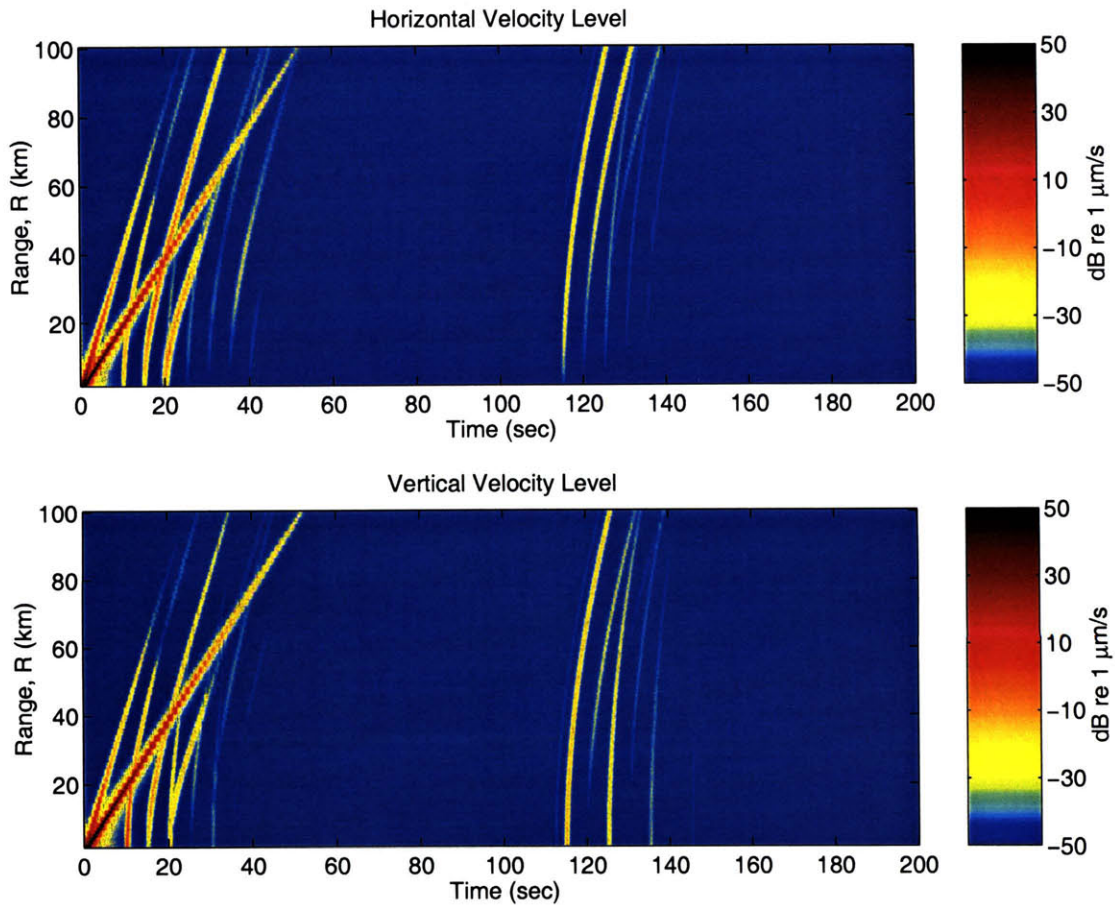 Horizontal Velocity Level
100
80
60
40
20
Range, R (km)
0 20 40 60 80 100 120 140 160 180 200
Time (sec)
50
30
10
−10
−30
−50
dB re 1 μm/s
Vertical Velocity Level
100
80
60
40
20
Range, R (km)
0 20 40 60 80 100 120 140 160 180 200
Time (sec)
50
30
10
−10
−30
−50
dB re 1 μm/s